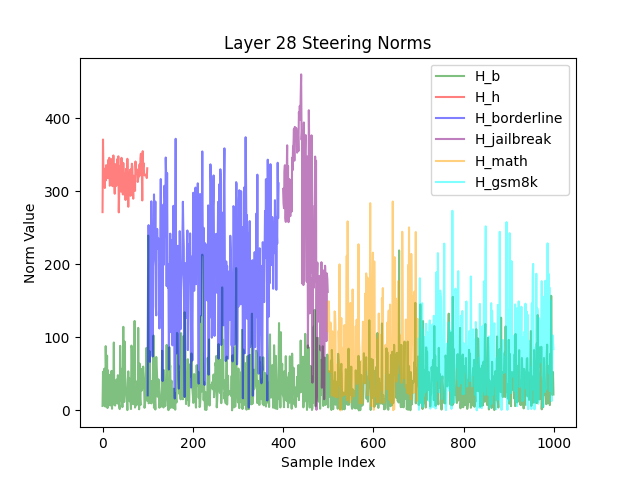 Layer 28 Steering Norms
Norm Value
400
300
200
100
0
0
200
400
600
800
1000
Sample Index
H_b
H_h
H_borderline
H_jailbreak
H_math
H_gsm8k